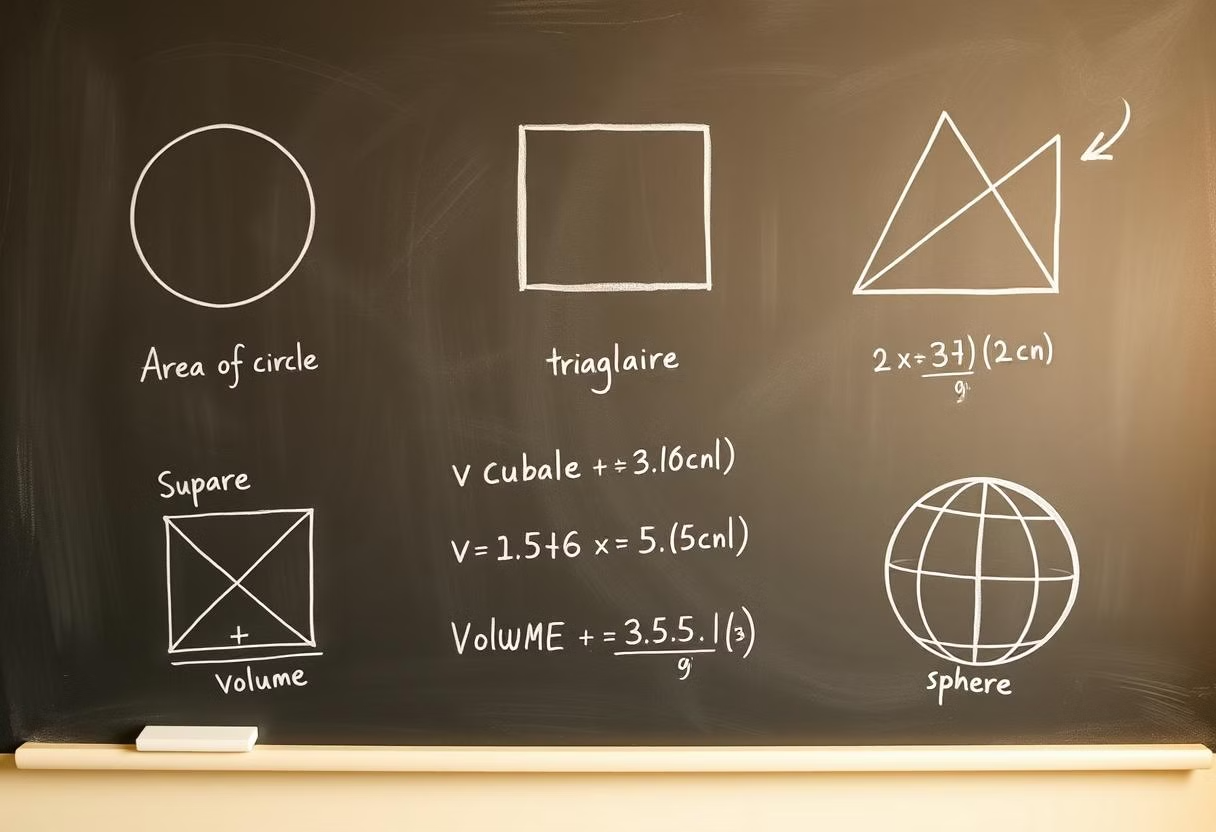 Area of circle
triaglaire
2 x÷37)(2cn)
g
Supare
+
volume
v cubale +÷3.16cnl)
v=1.5+6 x=5.(5cnl)
VolwME + = 3.5.5.1(3)
g
sphere